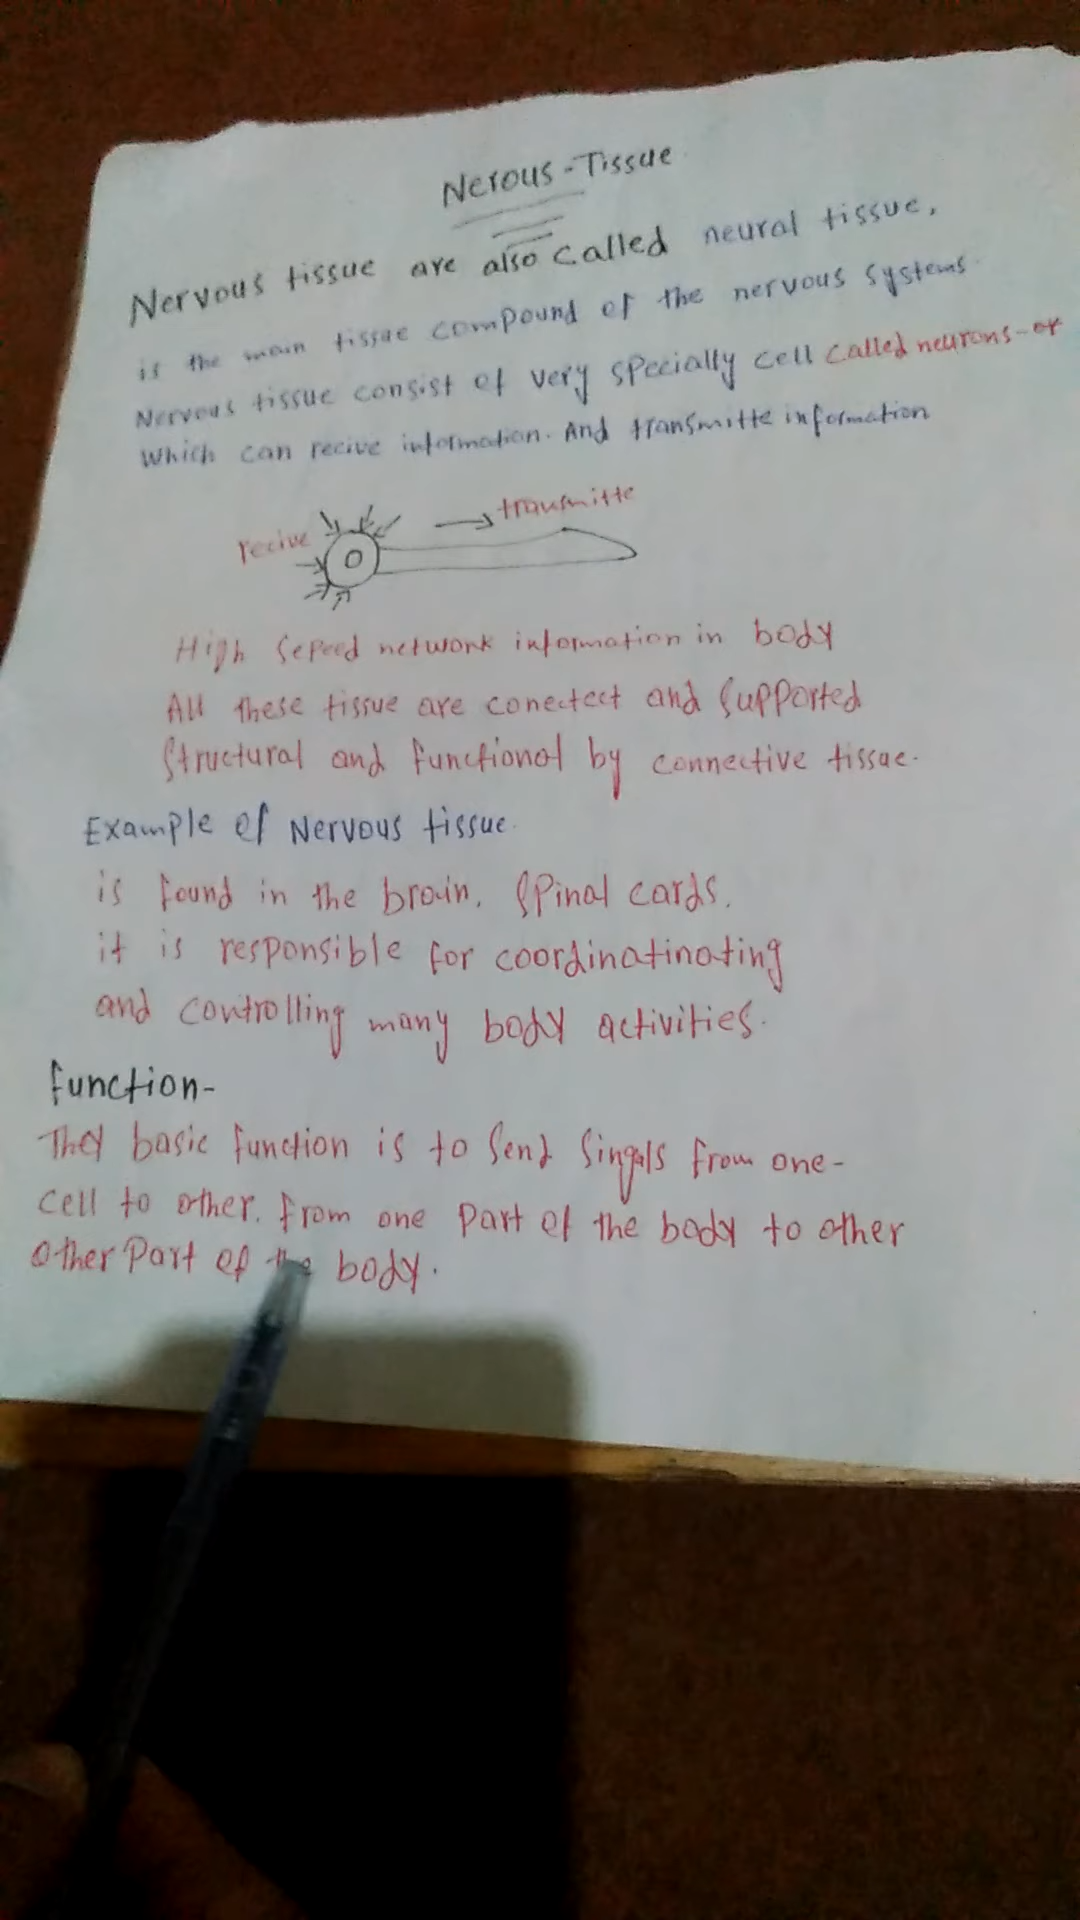 Nerous-Tissue
Nervous tissue are also called neural tissue,
is the main tissue compound of the nervous systems.
Nervous tissue consist of very specially cell called neurons-or
Which can recive information. And transmitte information
recive
transmitte
High Sepeed network information in body
All these tissue are conectect and Supported
Structural and functional by connective tissue.
Example of Nervous tissue.
is found in the brain. Spinal cards.
it is responsible for coordinatinating
and controlling many body activities.
function-
They basic function is to Send Singals from one-
cell to other. from one Part of the body to other
other Part of the body.